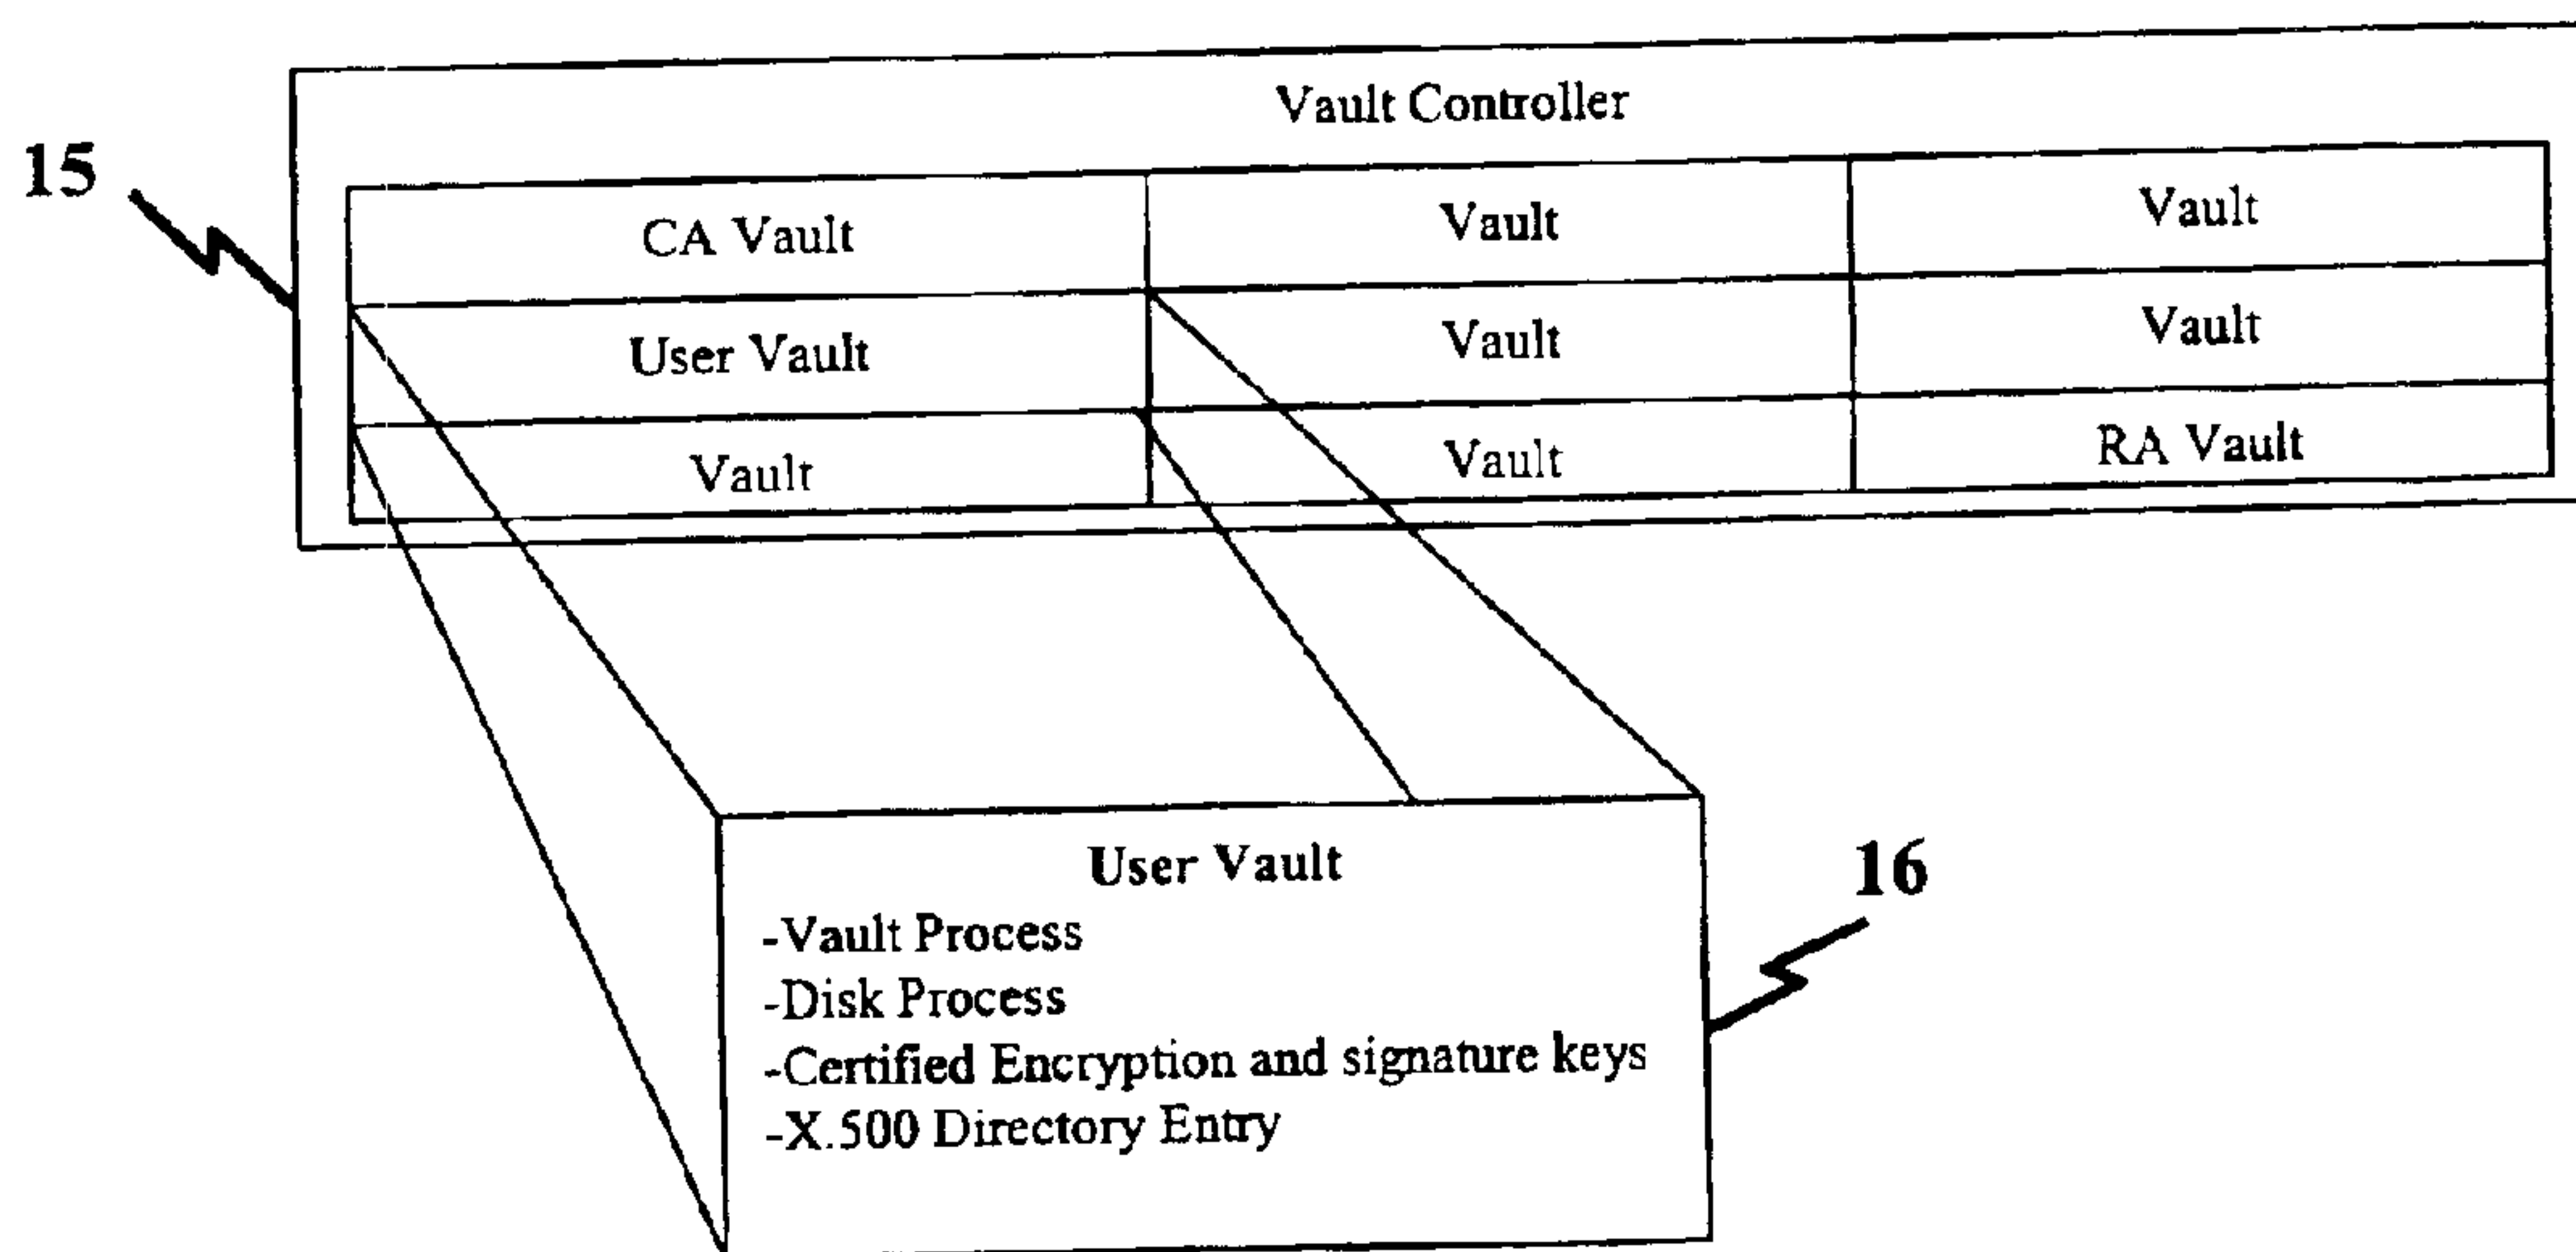 Vault Controller
15
CA Vault Vault Vault
User Vault Vault Vault
Vault Vault RA Vault
User Vault
16
-Vault Process
-Disk Process
-Certified Encryption and signature keys
-X.500 Directory Entry